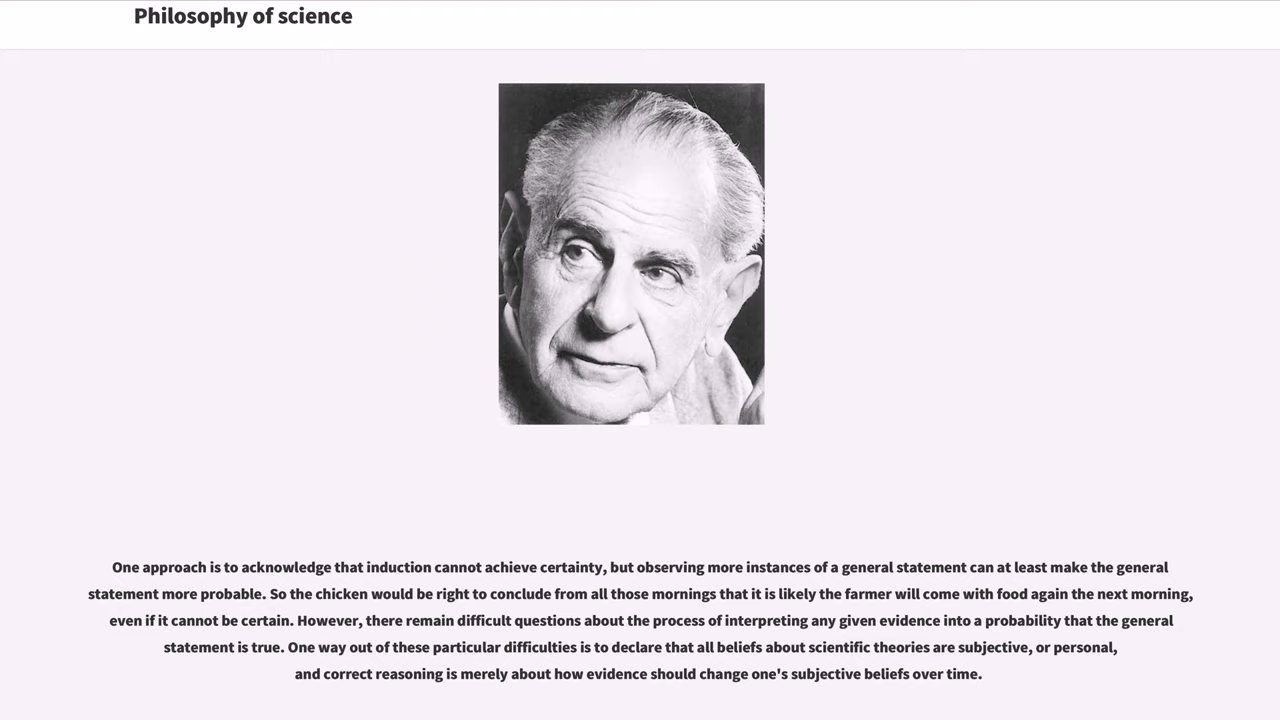 Philosophy of science
One approach is to acknowledge that induction cannot achieve certainty, but observing more instances of a general statement can at least make the general
statement more probable. So the chicken would be right to conclude from all those mornings that it is likely the farmer will come with food again the next morning,
even if it cannot be certain. However, there remain difficult questions about the process of interpreting any given evidence into a probability that the general
statement is true. One way out of these particular difficulties is to declare that all beliefs about scientific theories are subjective, or personal,
and correct reasoning is merely about how evidence should change one's subjective beliefs over time.